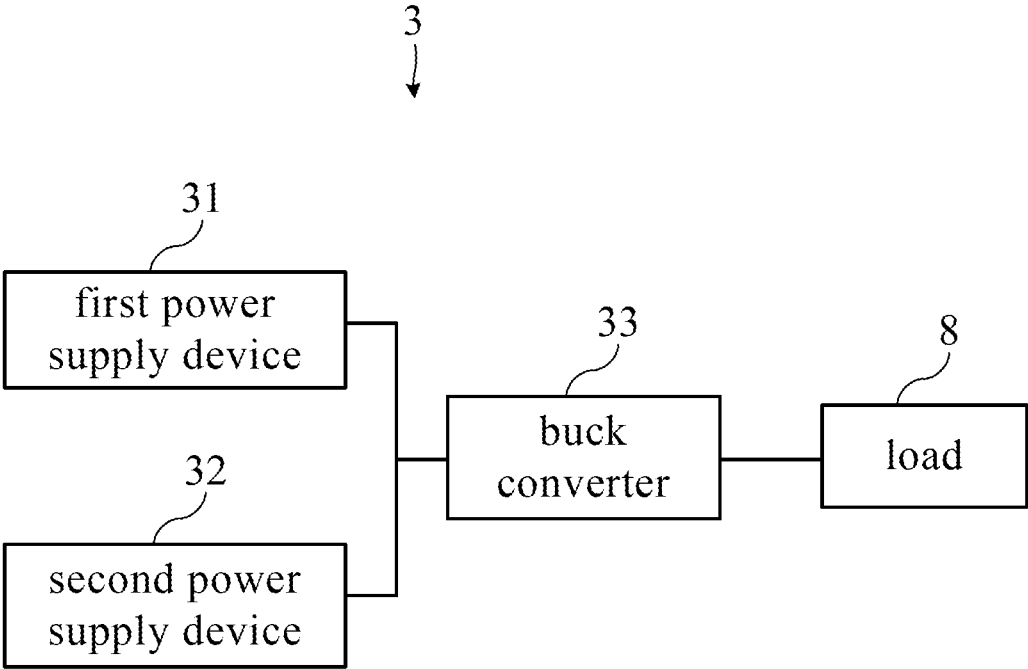 3
31
first power
supply device
33
buck
converter
8
load
32
second power
supply device